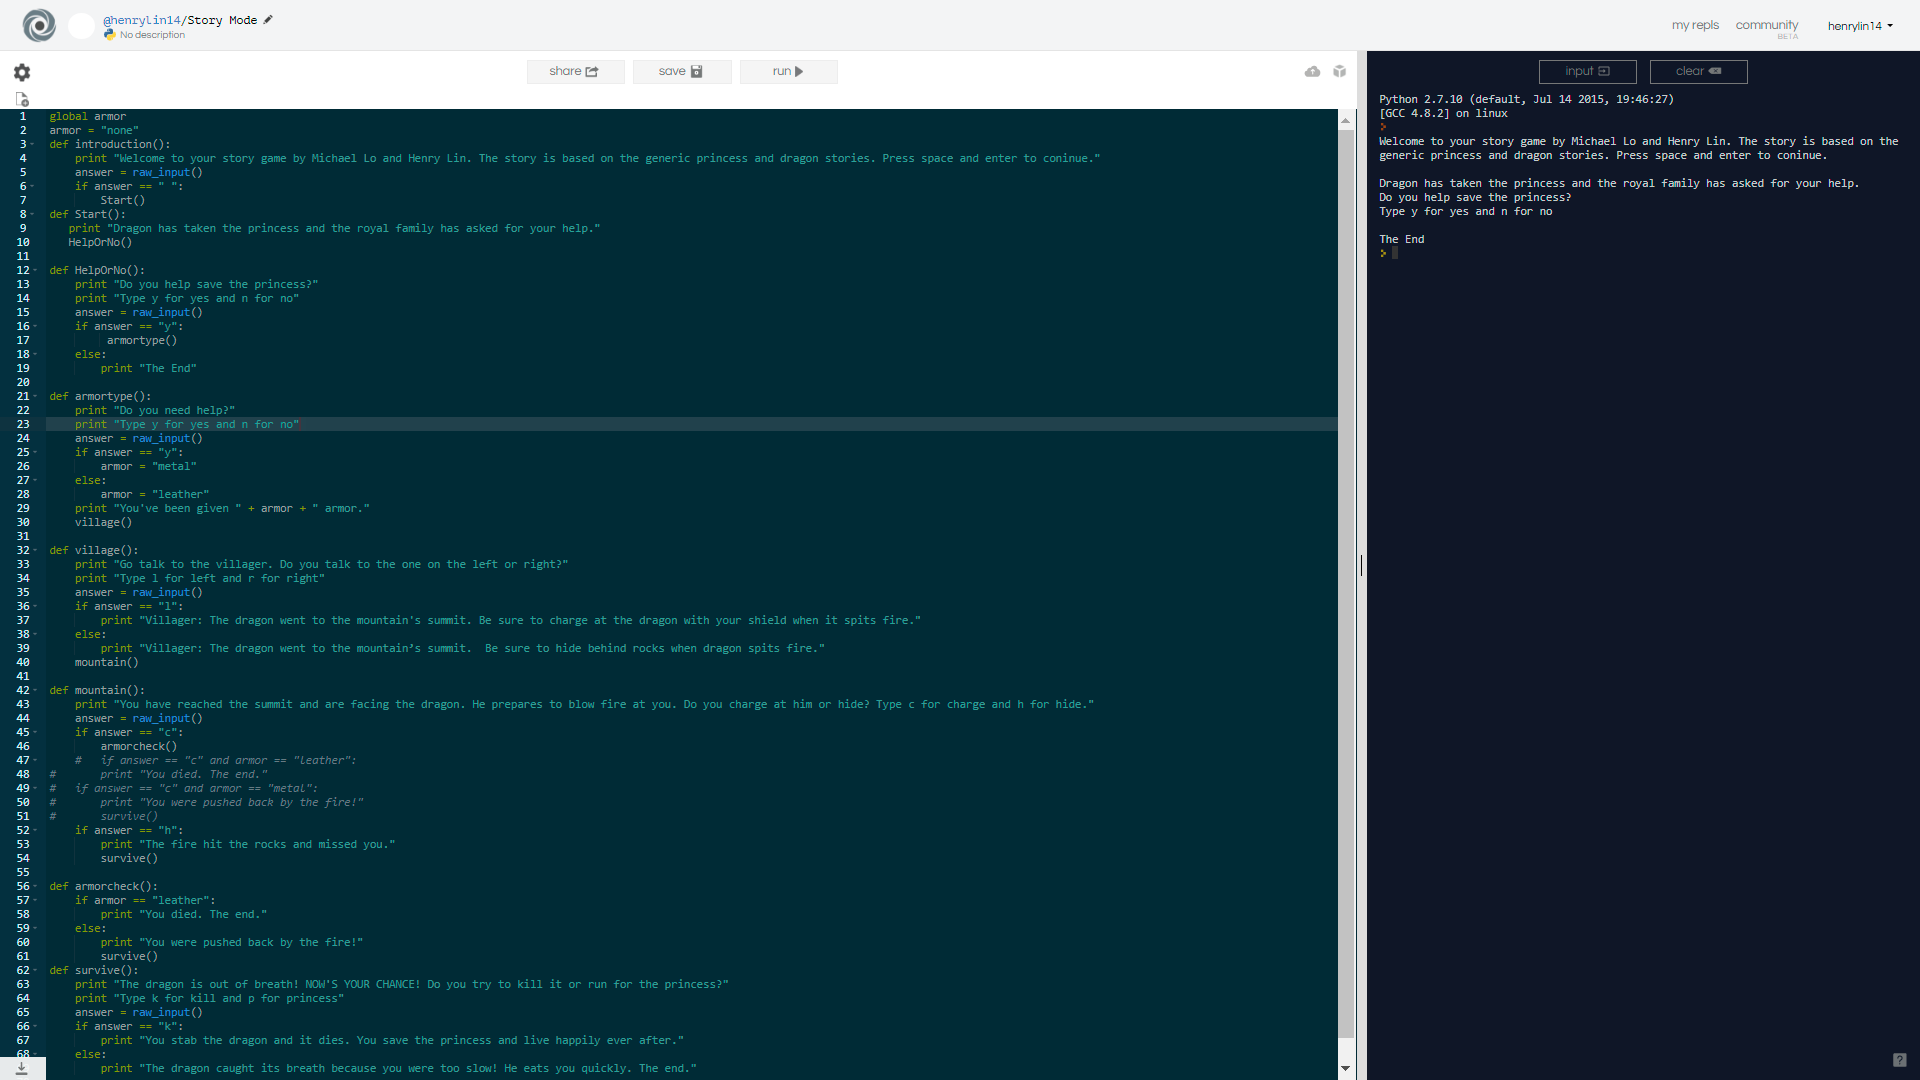 @henrylin14/Story Mode
No description
my repls
community
BETA
henrylin14
share
save
run
input
clear
1 global armor
2 armor = "none"
3 def introduction():
4     print "Welcome to your story game by Michael Lo and Henry Lin. The story is based on the generic princess and dragon stories. Press space and enter to coninue."
5     answer = raw_input()
6     if answer == " ":
7         Start()
8 def Start():
9    print "Dragon has taken the princess and the royal family has asked for your help."
10    HelpOrNo()
11
12 def HelpOrNo():
13     print "Do you help save the princess?"
14     print "Type y for yes and n for no"
15     answer = raw_input()
16     if answer == "y":
17          armortype()
18     else:
19         print "The End"
20
21 def armortype():
22     print "Do you need help?"
23     print "Type y for yes and n for no"
24     answer = raw_input()
25     if answer == "y":
26         armor = "metal"
27     else:
28         armor = "leather"
29     print "You've been given " + armor + " armor."
30     village()
31
32 def village():
33     print "Go talk to the villager. Do you talk to the one on the left or right?"
34     print "Type l for left and r for right"
35     answer = raw_input()
36     if answer == "l":
37         print "Villager: The dragon went to the mountain's summit. Be sure to charge at the dragon with your shield when it spits fire."
38     else:
39         print "Villager: The dragon went to the mountain’s summit.  Be sure to hide behind rocks when dragon spits fire."
40     mountain()
41
42 def mountain():
43     print "You have reached the summit and are facing the dragon. He prepares to blow fire at you. Do you charge at him or hide? Type c for charge and h for hide."
44     answer = raw_input()
45     if answer == "c":
46         armorcheck()
47     #   if answer == "c" and armor == "leather":
48 #       print "You died. The end."
49 #   if answer == "c" and armor == "metal":
50 #       print "You were pushed back by the fire!"
51 #       survive()
52     if answer == "h":
53         print "The fire hit the rocks and missed you."
54         survive()
55
56 def armorcheck():
57     if armor == "leather":
58         print "You died. The end."
59     else:
60         print "You were pushed back by the fire!"
61         survive()
62 def survive():
63     print "The dragon is out of breath! NOW'S YOUR CHANCE! Do you try to kill it or run for the princess?"
64     print "Type k for kill and p for princess"
65     answer = raw_input()
66     if answer == "k":
67         print "You stab the dragon and it dies. You save the princess and live happily ever after."
68     else:
        print "The dragon caught its breath because you were too slow! He eats you quickly. The end."
Python 2.7.10 (default, Jul 14 2015, 19:46:27)
[GCC 4.8.2] on linux
>
Welcome to your story game by Michael Lo and Henry Lin. The story is based on the
generic princess and dragon stories. Press space and enter to coninue.

Dragon has taken the princess and the royal family has asked for your help.
Do you help save the princess?
Type y for yes and n for no

The End
>
?